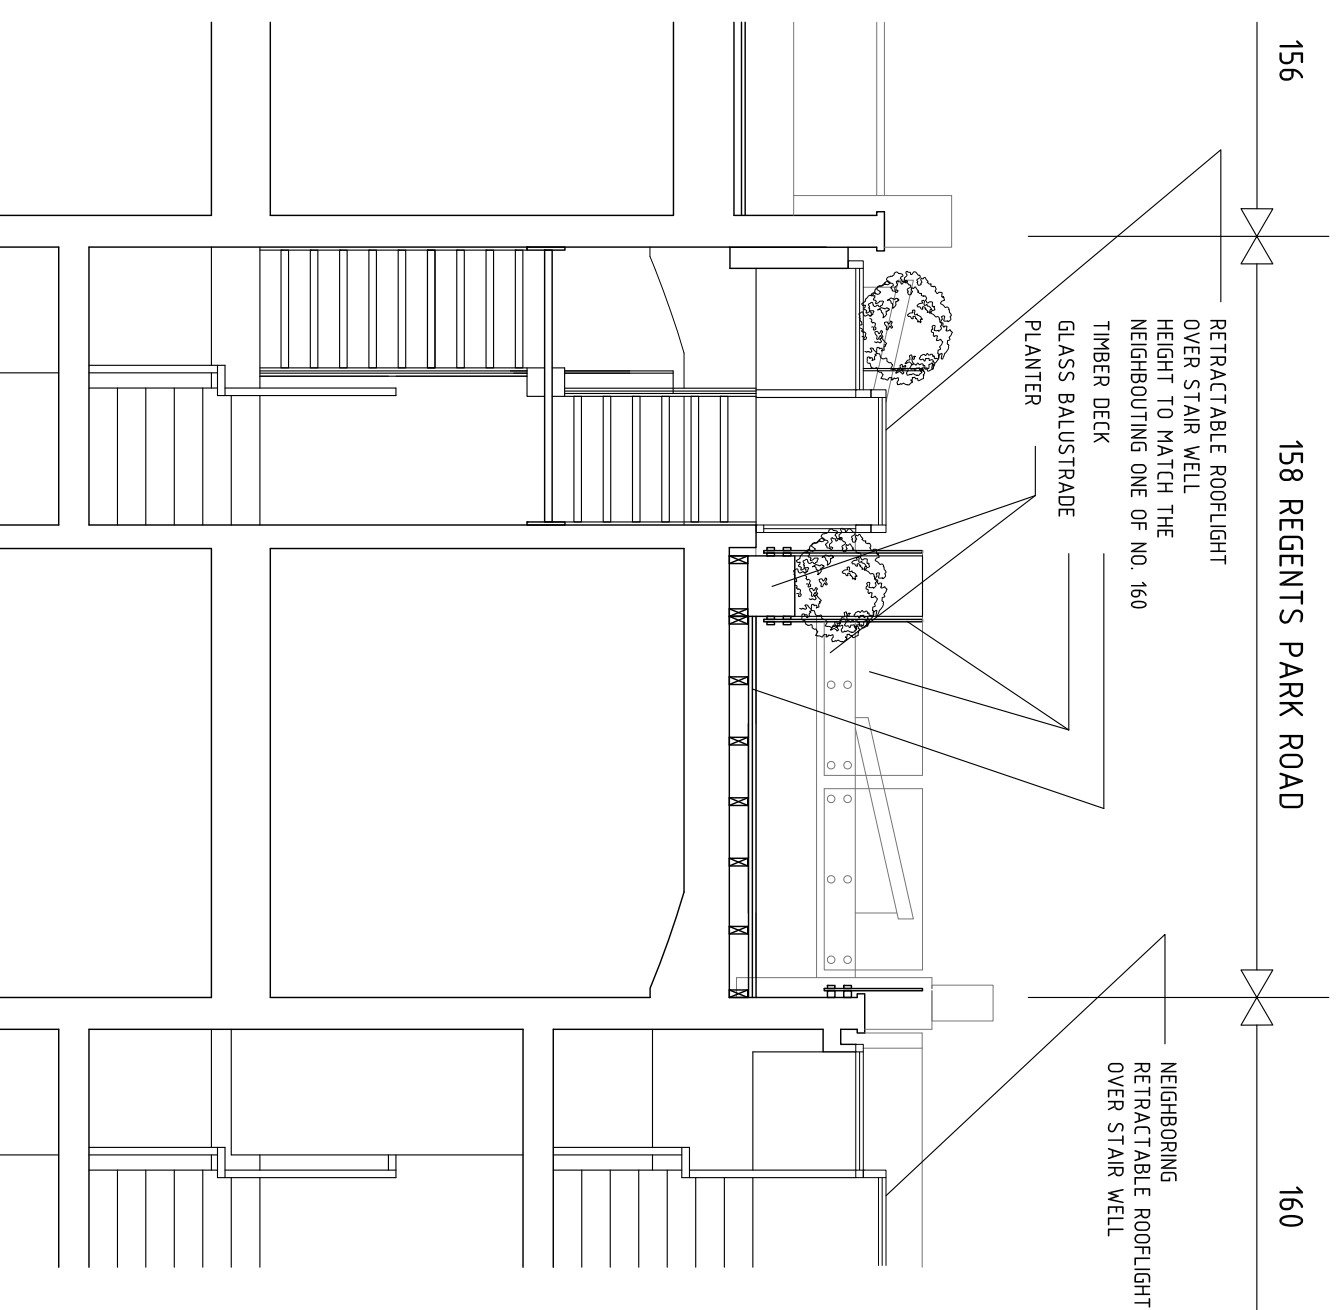 156
158 REGENTS PARK ROAD
160
RETRACTABLE ROOFLIGHT
OVER STAIR WELL
HEIGHT TO MATCH THE
NEIGHBOUTING ONE OF NO. 160
TIMBER DECK
GLASS BALUSTRADE
PLANTER
NEIGHBORING
RETRACTABLE ROOFLIGHT
OVER STAIR WELL